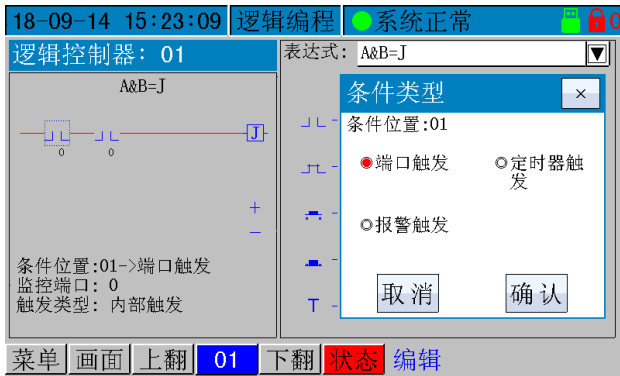 18-09-14 15:23:09 逻辑编程 系统正常 0
逻辑控制器: 01
A&B=J
J
0 0
+
−
条件位置:01->端口触发
监控端口: 0
触发类型: 内部触发
表达式: A&B=J
T
条件类型 ×
条件位置:01
端口触发 定时器触
发
报警触发
取消 确认
菜单 画面 上翻 01 下翻 状态 编辑